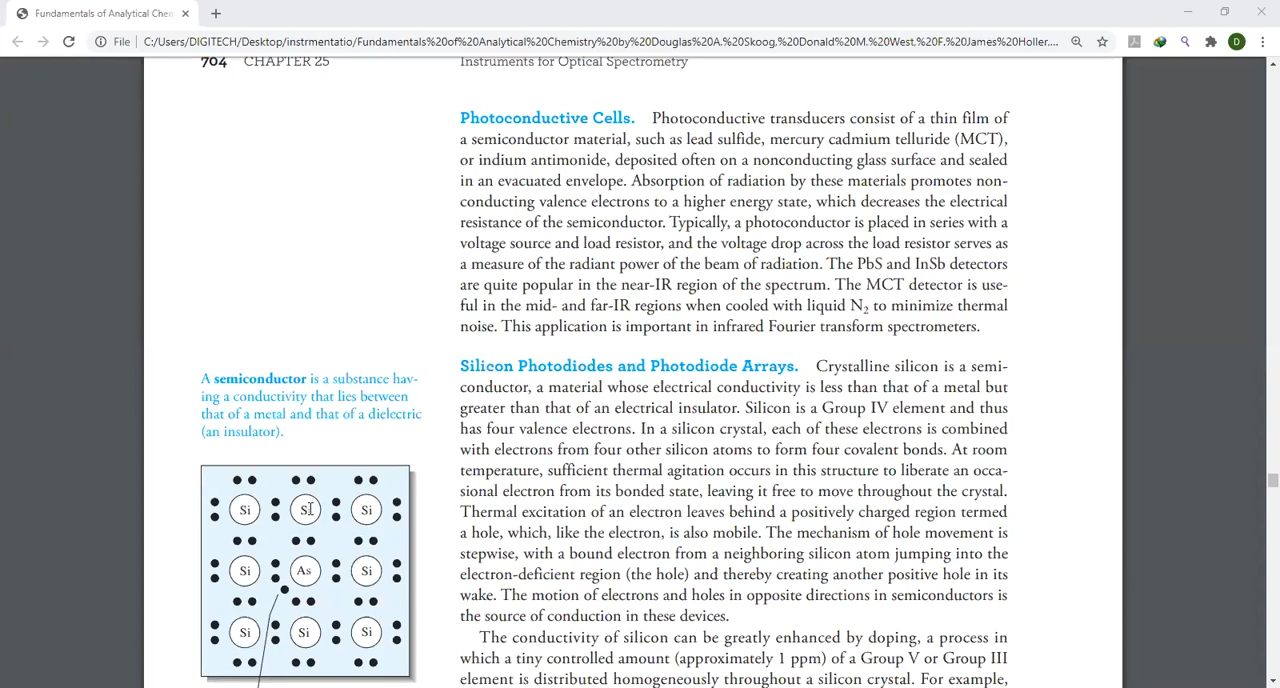 Fundamentals of Analytical Chem
File
C:/Users/DIGITECH/Desktop/instrmentatio/Fundamentals%20of%20Analytical%20Chemistry%20by%20Douglas%20A.%20Skoog,%20Donald%20M.%20West,%20F.%20James%20Holler....
D
704 CHAPTER 25 Instruments for Optical Spectrometry
Photoconductive Cells. Photoconductive transducers consist of a thin film of
a semiconductor material, such as lead sulfide, mercury cadmium telluride (MCT),
or indium antimonide, deposited often on a nonconducting glass surface and sealed
in an evacuated envelope. Absorption of radiation by these materials promotes non-
conducting valence electrons to a higher energy state, which decreases the electrical
resistance of the semiconductor. Typically, a photoconductor is placed in series with a
voltage source and load resistor, and the voltage drop across the load resistor serves as
a measure of the radiant power of the beam of radiation. The PbS and InSb detectors
are quite popular in the near-IR region of the spectrum. The MCT detector is use-
ful in the mid- and far-IR regions when cooled with liquid N₂ to minimize thermal
noise. This application is important in infrared Fourier transform spectrometers.
Silicon Photodiodes and Photodiode Arrays. Crystalline silicon is a semi-
conductor, a material whose electrical conductivity is less than that of a metal but
greater than that of an electrical insulator. Silicon is a Group IV element and thus
has four valence electrons. In a silicon crystal, each of these electrons is combined
with electrons from four other silicon atoms to form four covalent bonds. At room
temperature, sufficient thermal agitation occurs in this structure to liberate an occa-
sional electron from its bonded state, leaving it free to move throughout the crystal.
Thermal excitation of an electron leaves behind a positively charged region termed
a hole, which, like the electron, is also mobile. The mechanism of hole movement is
stepwise, with a bound electron from a neighboring silicon atom jumping into the
electron-deficient region (the hole) and thereby creating another positive hole in its
wake. The motion of electrons and holes in opposite directions in semiconductors is
the source of conduction in these devices.
The conductivity of silicon can be greatly enhanced by doping, a process in
which a tiny controlled amount (approximately 1 ppm) of a Group V or Group III
element is distributed homogeneously throughout a silicon crystal. For example,
A semiconductor is a substance hav-
ing a conductivity that lies between
that of a metal and that of a dielectric
(an insulator).
Si Si Si
Si As Si
Si Si Si